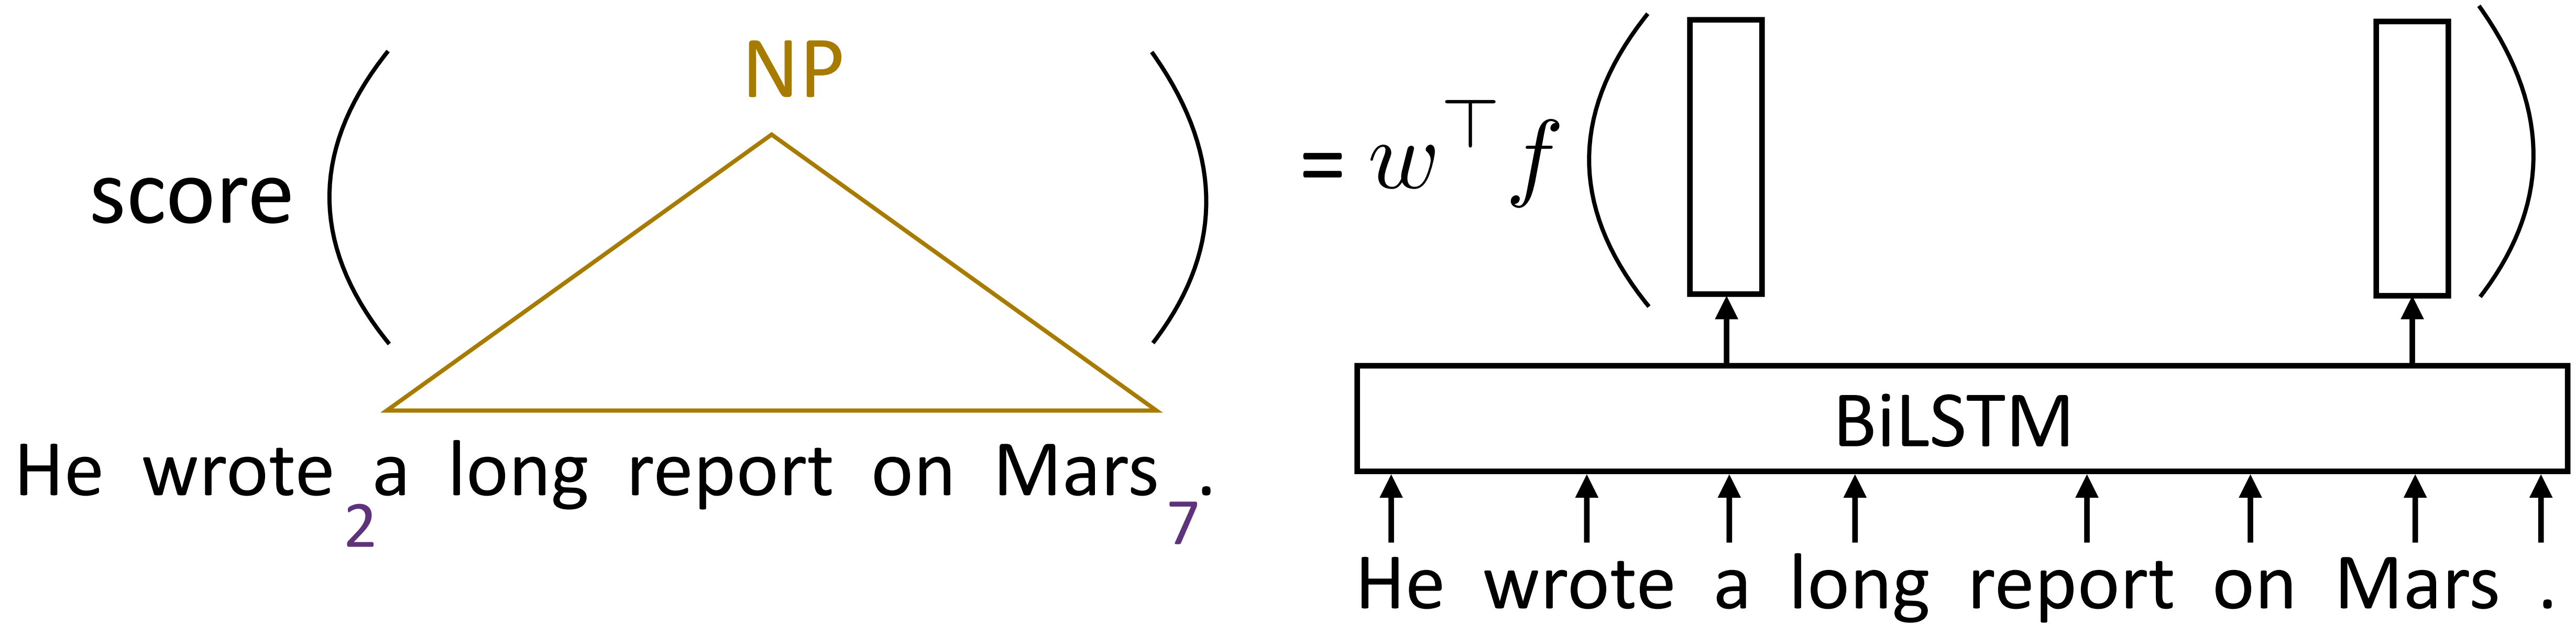 NP
score ( ) = w⊤ f ( )
BiLSTM
He wrote 2 a long report on Mars 7 .
He wrote a long report on Mars .